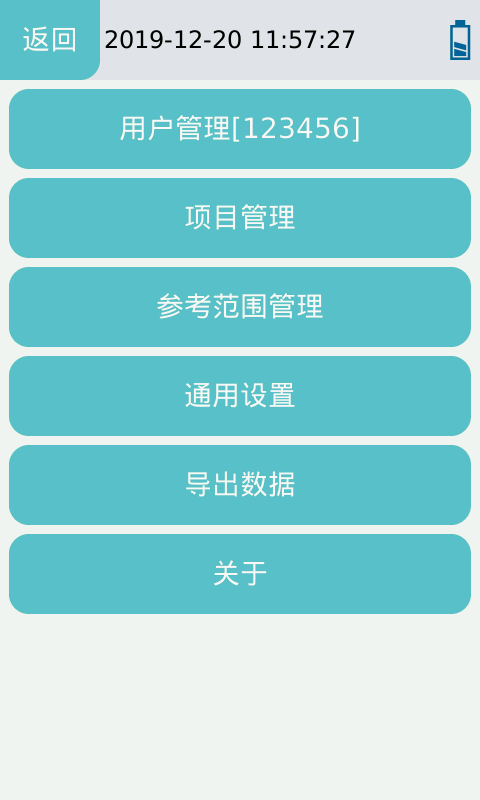 返回 2019-12-20 11:57:27
用户管理[123456]
项目管理
参考范围管理
通用设置
导出数据
关于